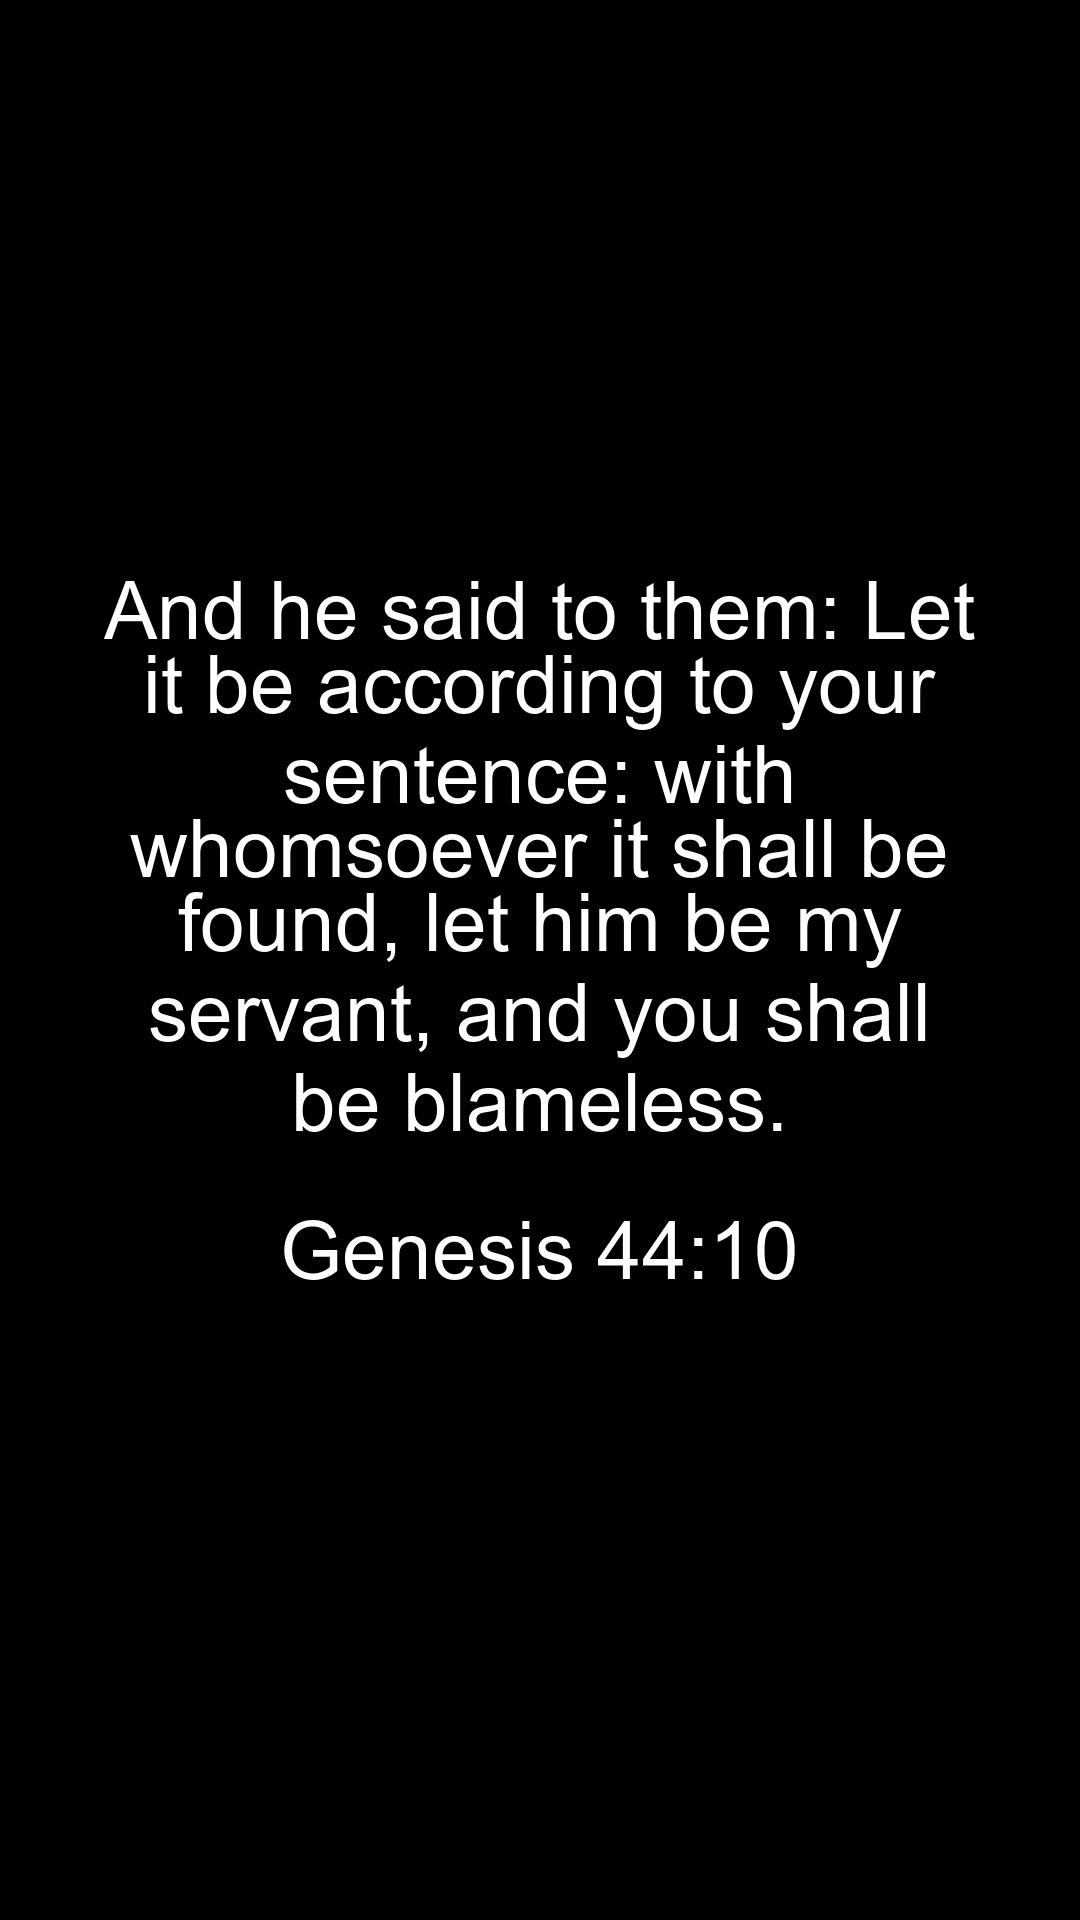 And he said to them: Let
it be according to your
sentence: with
whomsoever it shall be
found, let him be my
servant, and you shall
be blameless.
Genesis 44:10